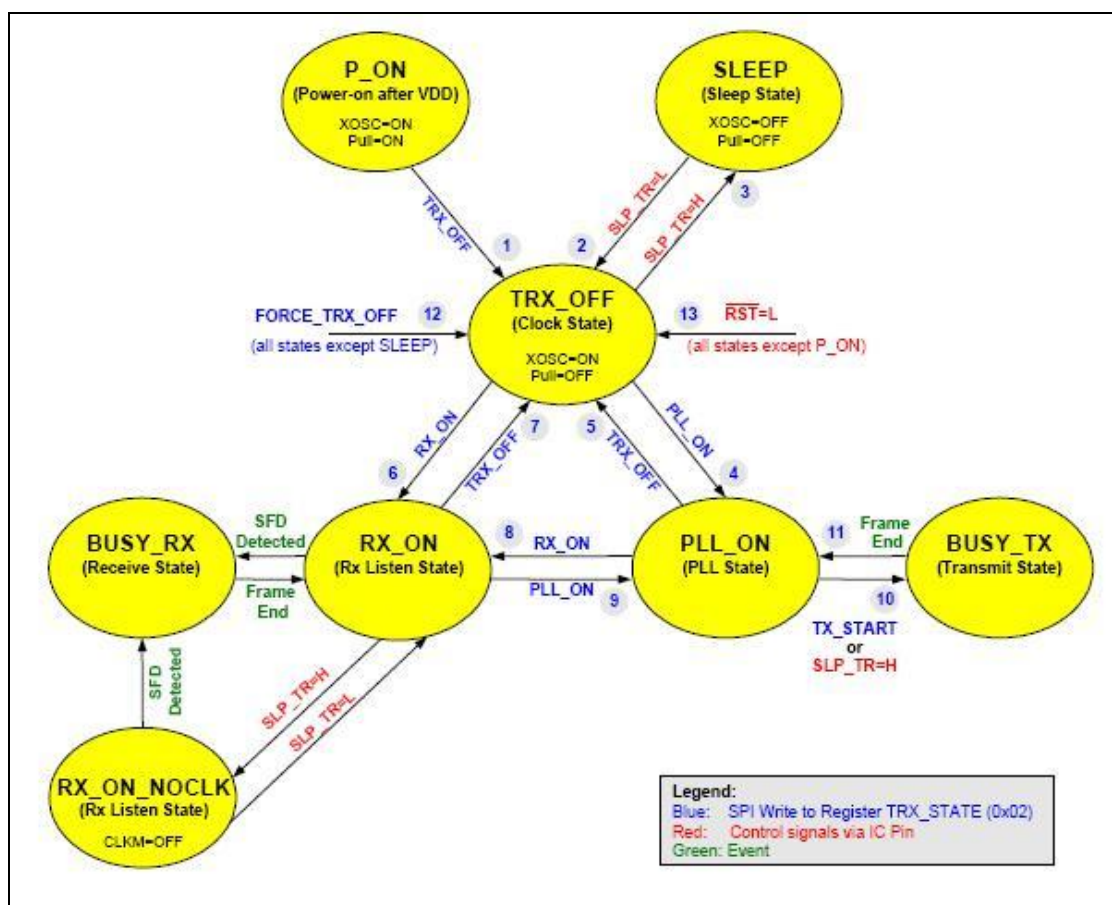 P_ON
(Power-on after VDD)
XOSC=ON
Pull=ON
SLEEP
(Sleep State)
XOSC=OFF
Pull=OFF
TRX_OFF
1
SLP_TR=L
2
SLP_TR=H
3
TRX_OFF
(Clock State)
XOSC=ON
Pull=OFF
FORCE_TRX_OFF
12
(all states except SLEEP)
13
RST=L
(all states except P_ON)
RX_ON
6
TRX_OFF
7
TRX_OFF
5
PLL_ON
4
BUSY_RX
(Receive State)
SFD
Detected
Frame
End
RX_ON
(Rx Listen State)
8
RX_ON
PLL_ON
9
PLL_ON
(PLL State)
11
Frame
End
10
TX_START
or
SLP_TR=H
BUSY_TX
(Transmit State)
SFD
Detected
SLP_TR=H
SLP_TR=L
RX_ON_NOCLK
(Rx Listen State)
CLKM=OFF
Legend:
Blue: SPI Write to Register TRX_STATE (0x02)
Red: Control signals via IC Pin
Green: Event